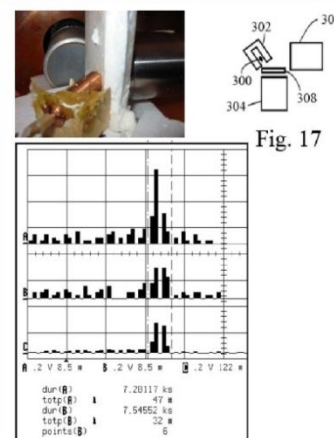 302
30
300
308
304
Fig. 17
A
B
C
A .2 V 8.5 m B .2 V 8.5 m C .2 V 122 m
dur(A) 7.28117 ks
totp(A) 47 m
dur(B) 7.54552 ks
totp(B) 32 m
points(B) 6